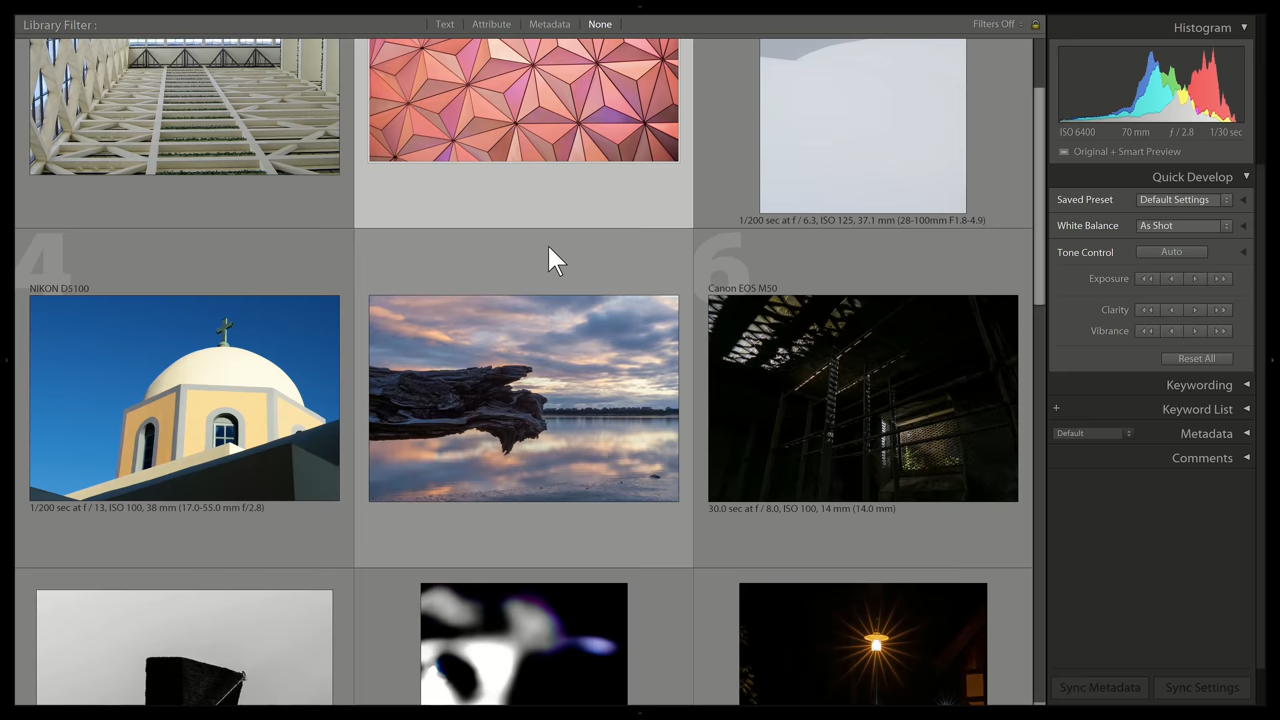 Library Filter :
Text
Attribute
Metadata
None
Filters Off
1/200 sec at f / 6.3, ISO 125, 37.1 mm (28-100mm F1.8-4.9)
4
NIKON D5100
1/200 sec at f / 13, ISO 100, 38 mm (17.0-55.0 mm f/2.8)
6
Canon EOS M50
30.0 sec at f / 8.0, ISO 100, 14 mm (14.0 mm)
Histogram
ISO 6400
70 mm
ƒ / 2.8
1/30 sec
Original + Smart Preview
Quick Develop
Saved Preset
Default Settings
White Balance
As Shot
Tone Control
Auto
Exposure
Clarity
Vibrance
Reset All
Keywording
+
Keyword List
Default
Metadata
Comments
Sync Metadata
Sync Settings